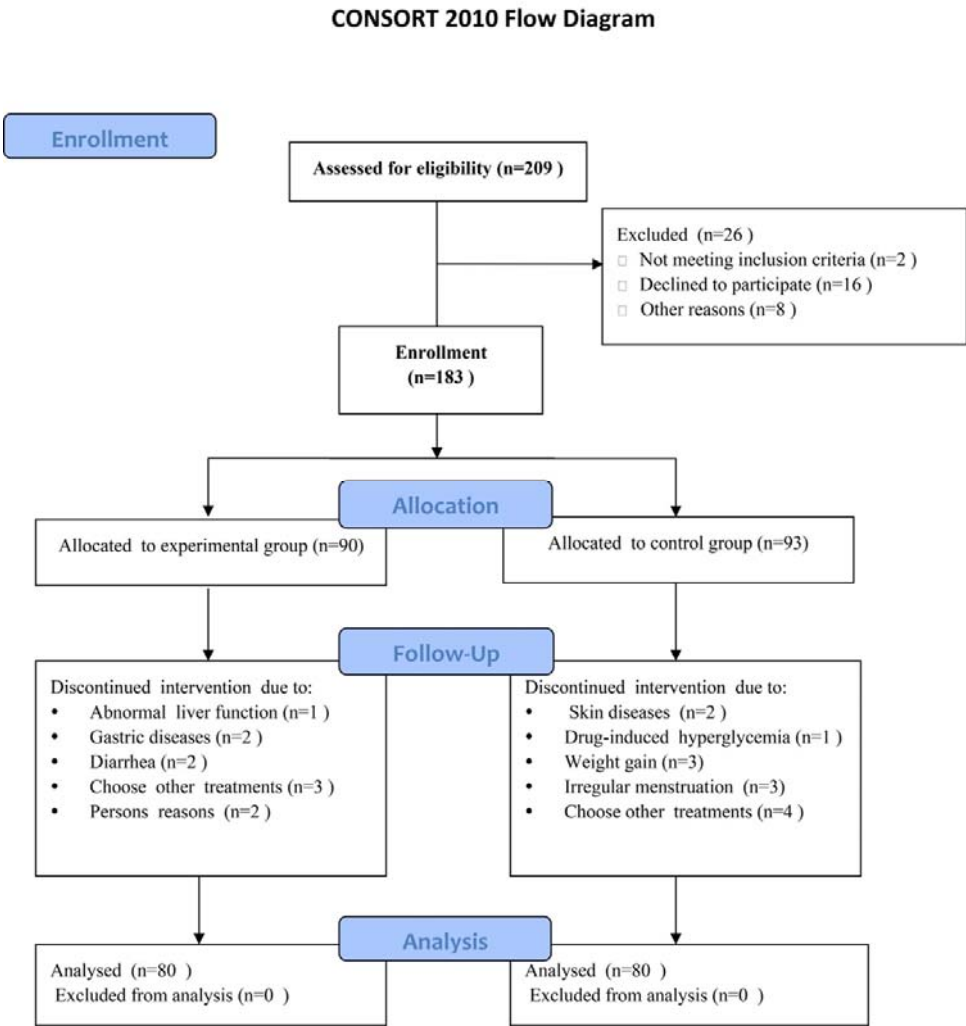 CONSORT 2010 Flow Diagram
Enrollment
Assessed for eligibility (n=209 )
Excluded (n=26 )
□ Not meeting inclusion criteria (n=2 )
□ Declined to participate (n=16 )
□ Other reasons (n=8 )
Enrollment
(n=183 )
Allocation
Allocated to experimental group (n=90)
Allocated to control group (n=93)
Follow-Up
Discontinued intervention due to:
• Abnormal liver function (n=1 )
• Gastric diseases (n=2 )
• Diarrhea (n=2 )
• Choose other treatments (n=3 )
• Persons reasons (n=2 )
Discontinued intervention due to:
• Skin diseases (n=2 )
• Drug-induced hyperglycemia (n=1 )
• Weight gain (n=3)
• Irregular menstruation (n=3)
• Choose other treatments (n=4 )
Analysis
Analysed (n=80 )
Excluded from analysis (n=0 )
Analysed (n=80 )
Excluded from analysis (n=0 )